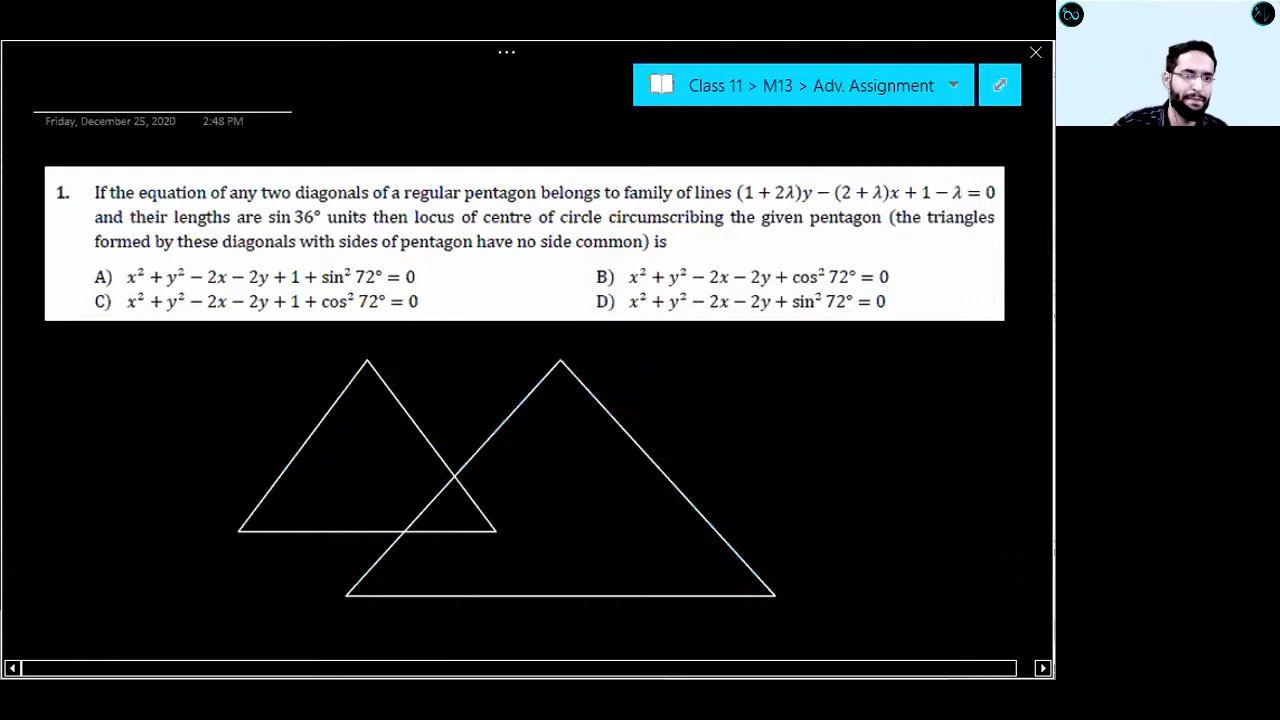 Class 11 > M13 > Adv. Assignment
Friday, December 25, 2020 2:48 PM
1. If the equation of any two diagonals of a regular pentagon belongs to family of lines (1 + 2λ)y − (2 + λ)x + 1 − λ = 0
and their lengths are sin 36° units then locus of centre of circle circumscribing the given pentagon (the triangles
formed by these diagonals with sides of pentagon have no side common) is
A) x² + y² − 2x − 2y + 1 + sin² 72° = 0 B) x² + y² − 2x − 2y + cos² 72° = 0
C) x² + y² − 2x − 2y + 1 + cos² 72° = 0 D) x² + y² − 2x − 2y + sin² 72° = 0